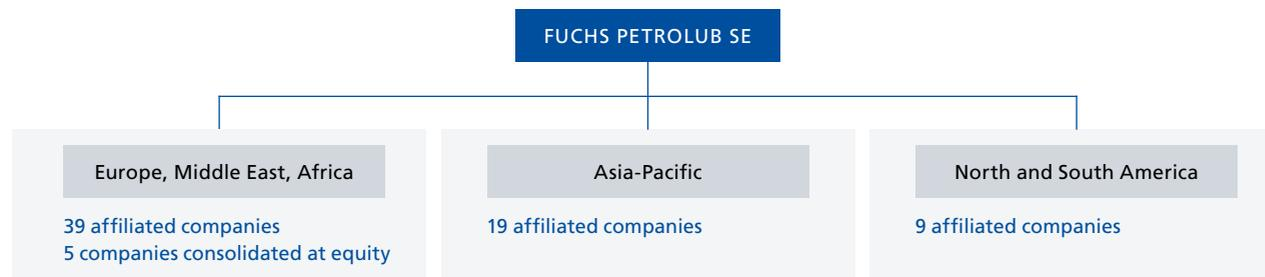 FUCHS PETROLUB SE
Europe, Middle East, Africa
39 affiliated companies
5 companies consolidated at equity
Asia-Pacific
19 affiliated companies
North and South America
9 affiliated companies